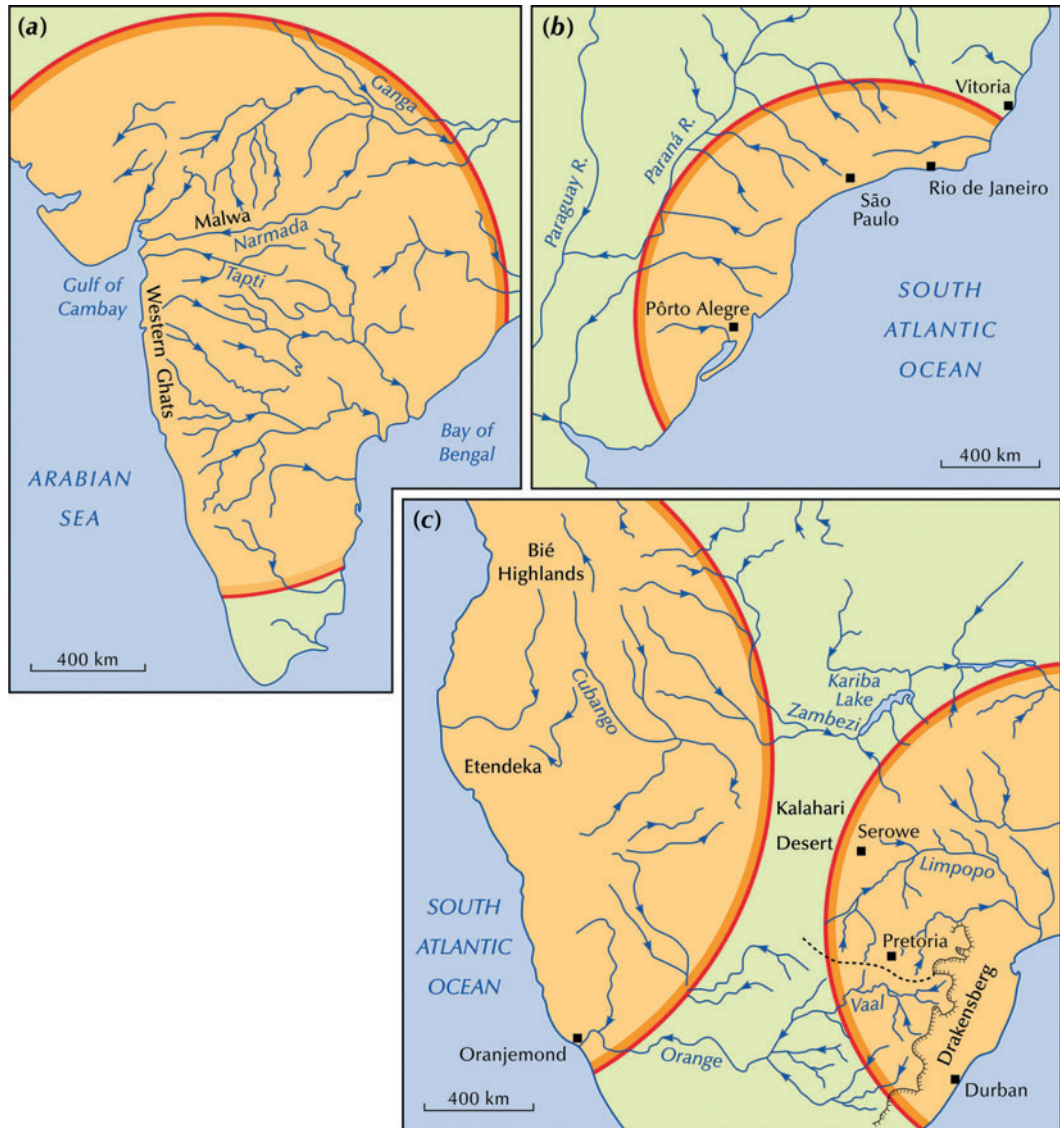 (a)
Ganga
Malwa
Narmada
Tapti
Gulf of
Cambay
Western Ghats
Bay of
Bengal
ARABIAN
SEA
400 km
(b)
Vitoria
Paraná R.
Paraguay R.
São
Paulo
Rio de Janeiro
Pôrto Alegre
SOUTH
ATLANTIC
OCEAN
400 km
(c)
Bié
Highlands
Cubango
Kariba
Lake
Zambezi
Etendeka
Kalahari
Desert
Serowe
Limpopo
SOUTH
ATLANTIC
OCEAN
Pretoria
Vaal
Drakensberg
Oranjemond
Orange
Durban
400 km